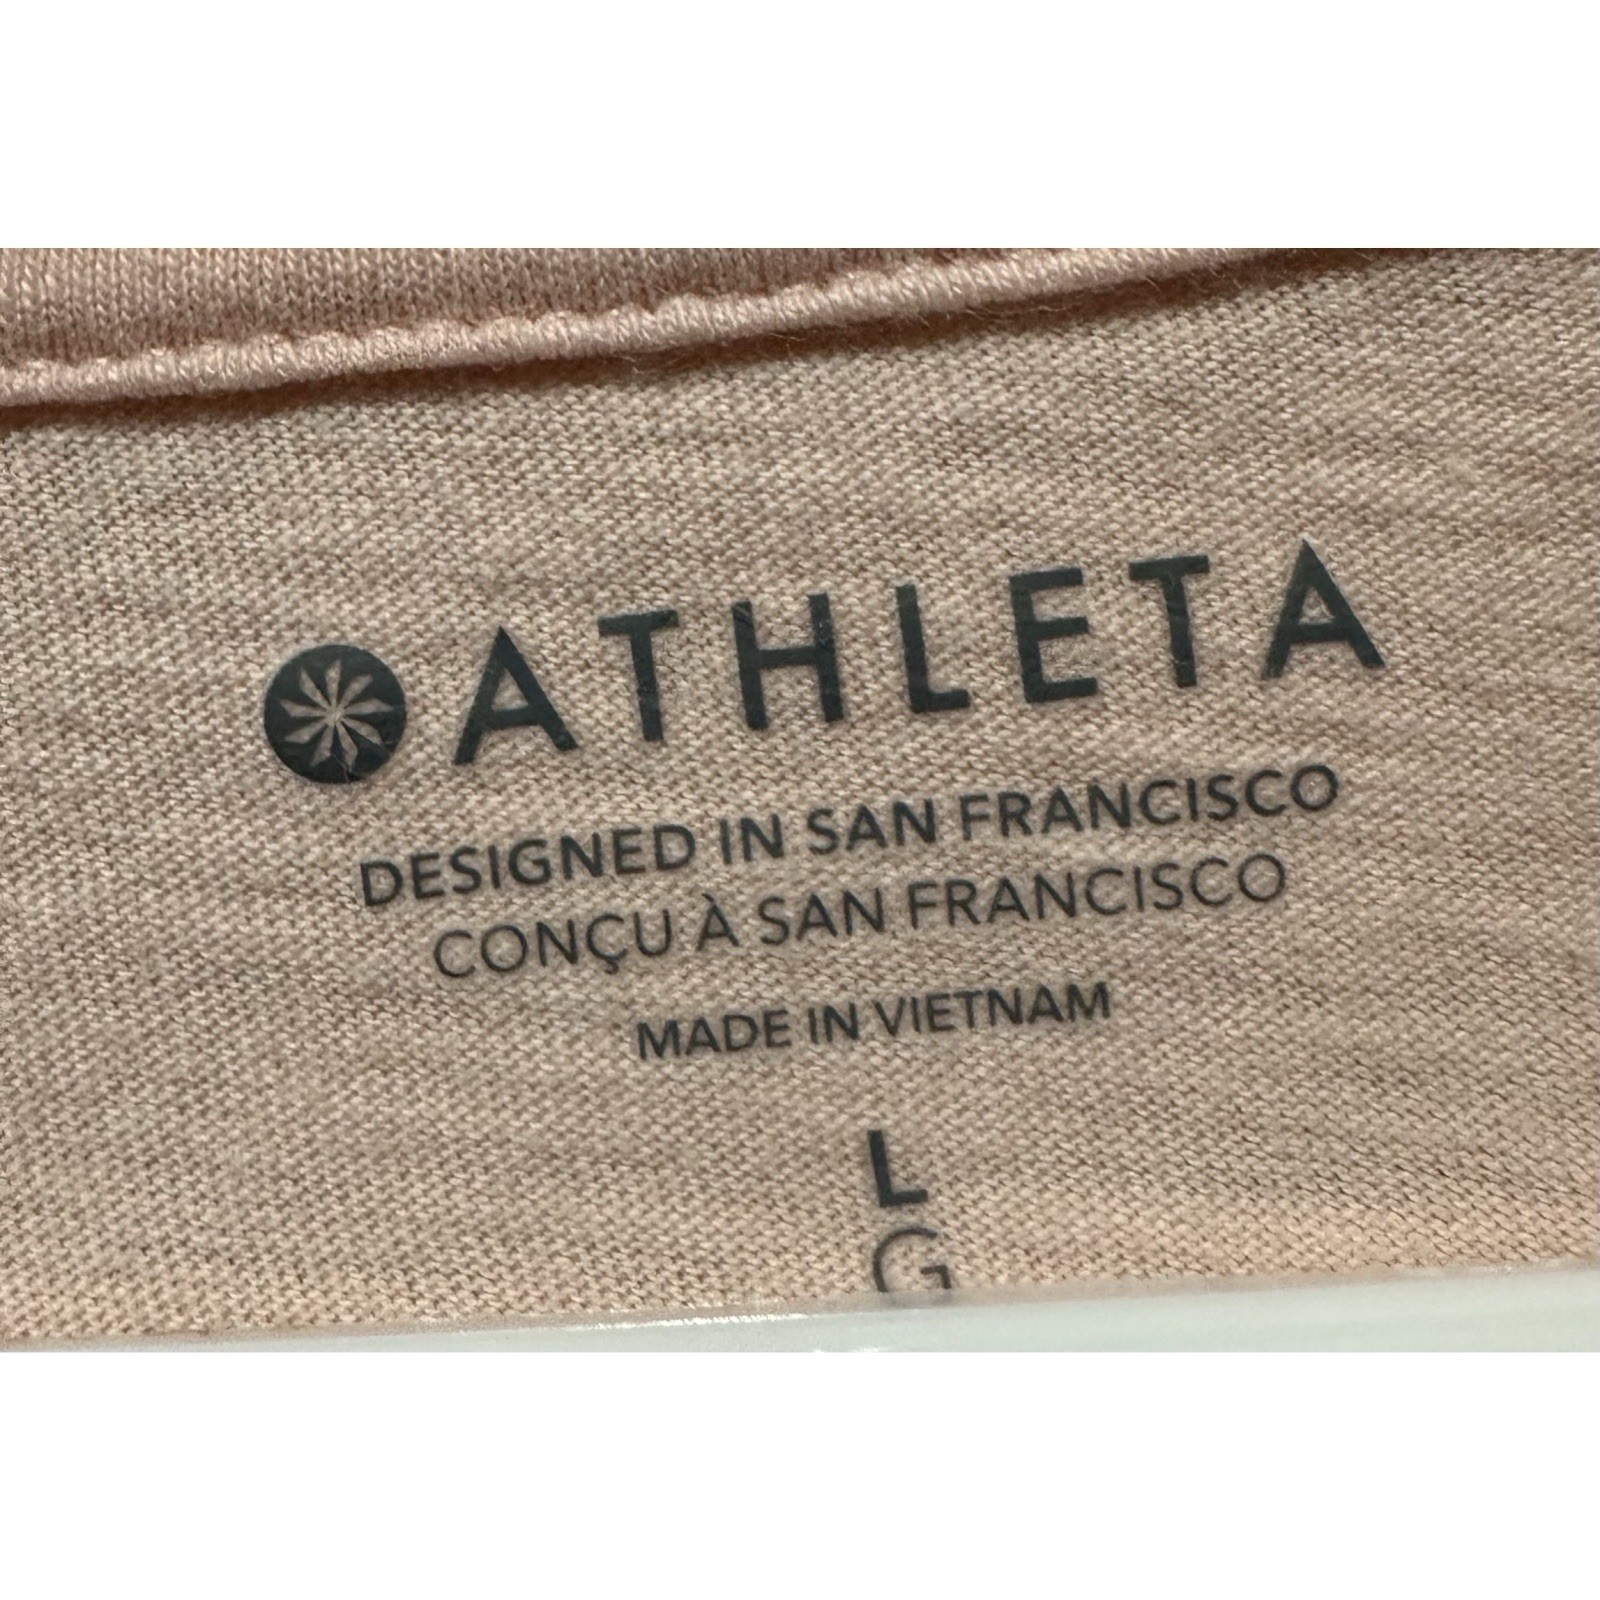 ATHLETA
DESIGNED IN SAN FRANCISCO
CONÇU À SAN FRANCISCO
MADE IN VIETNAM
L
G